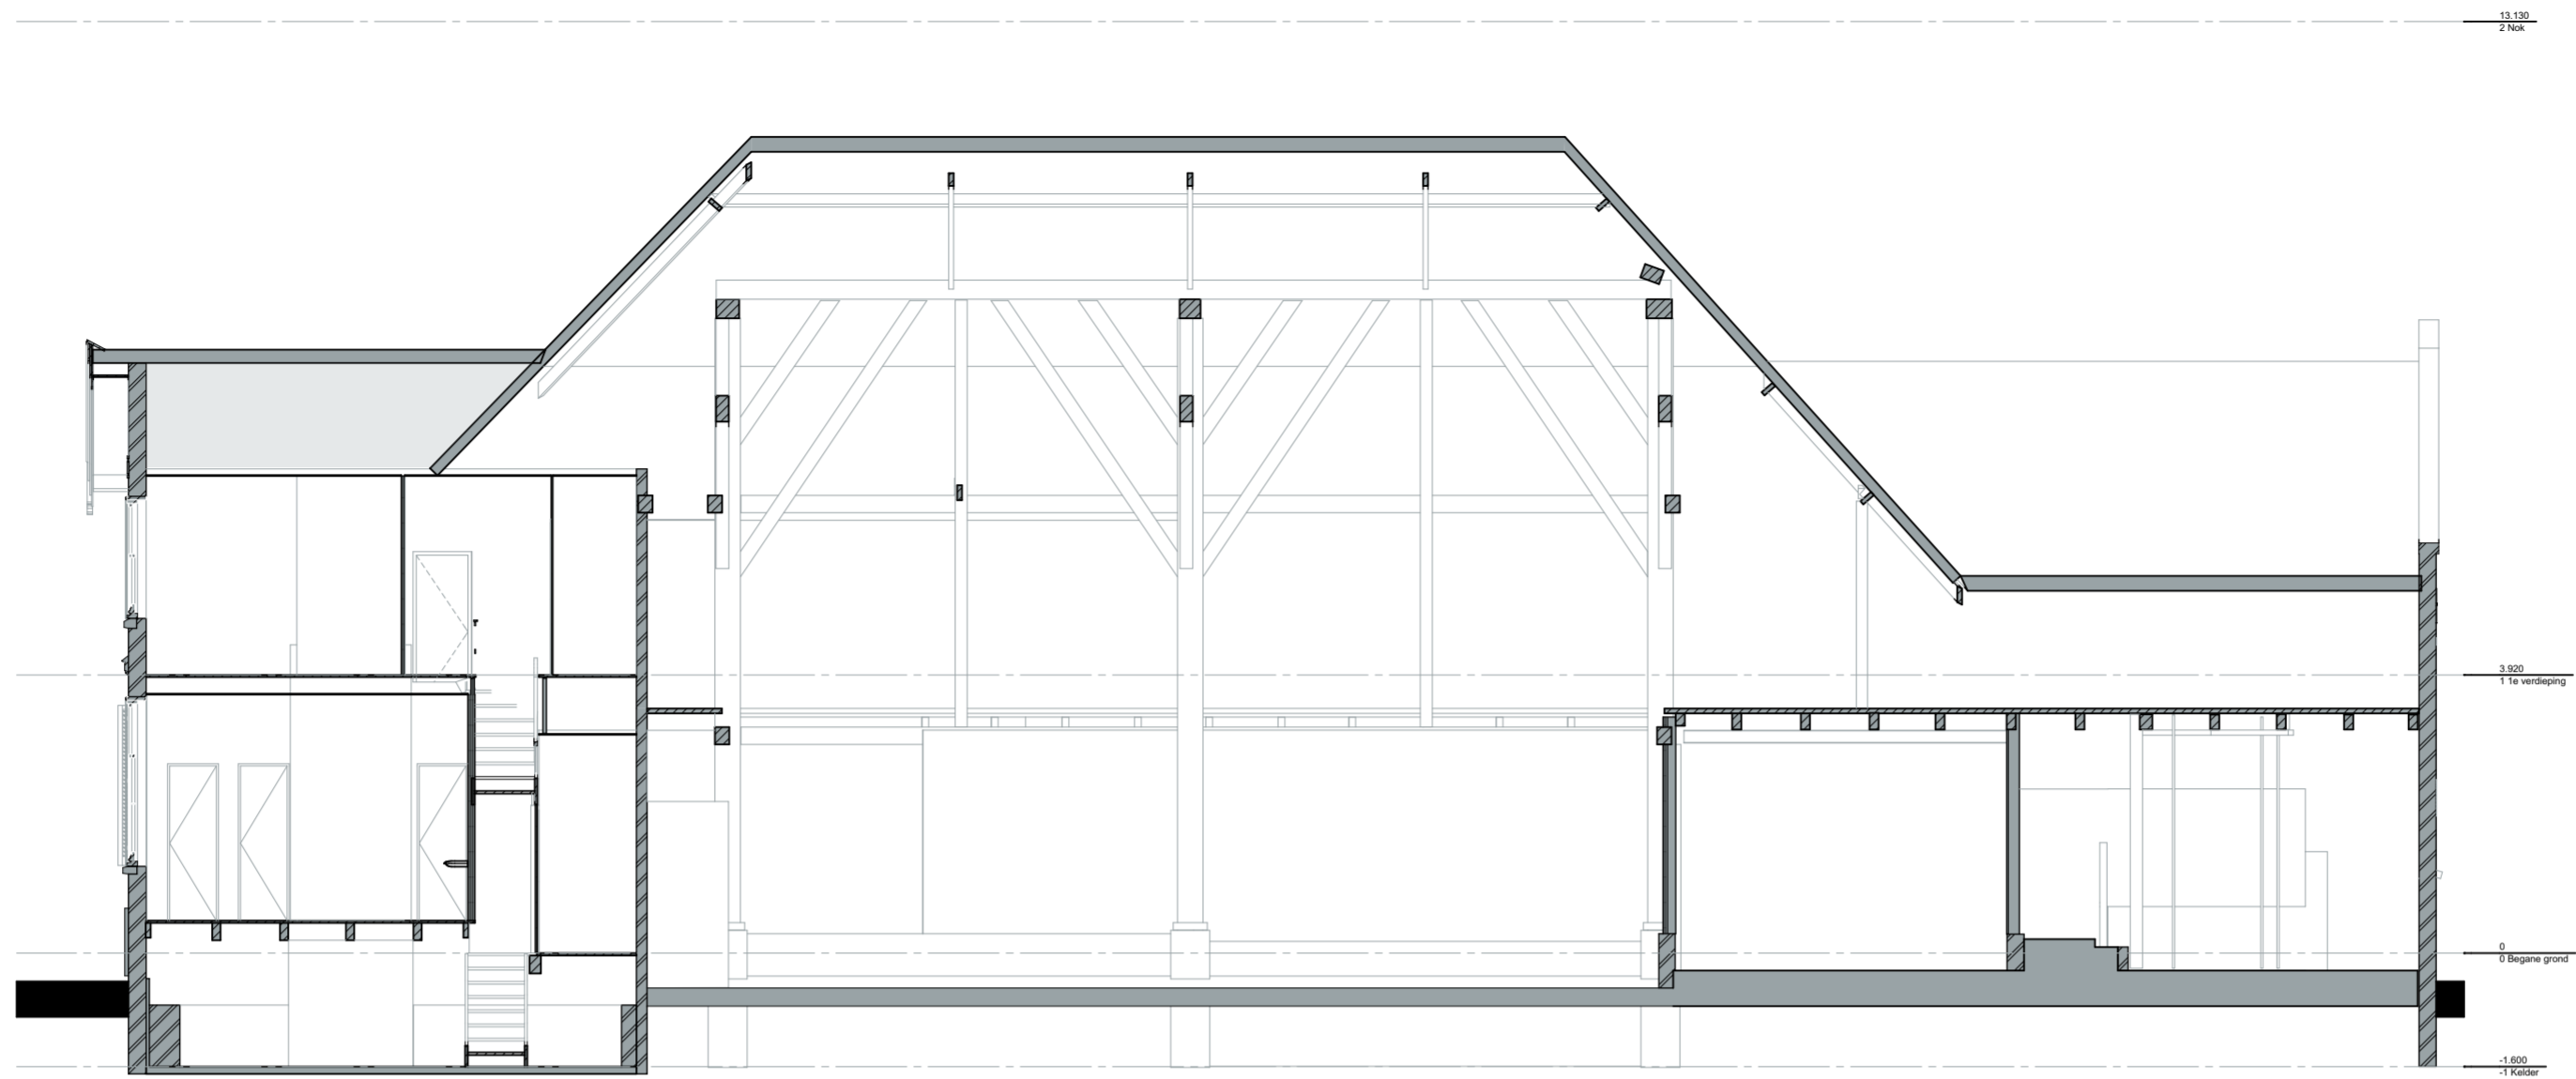 13.130
2 Nok
3.920
1 1e verdieping
0
0 Begane grond
-1.600
-1 Kelder